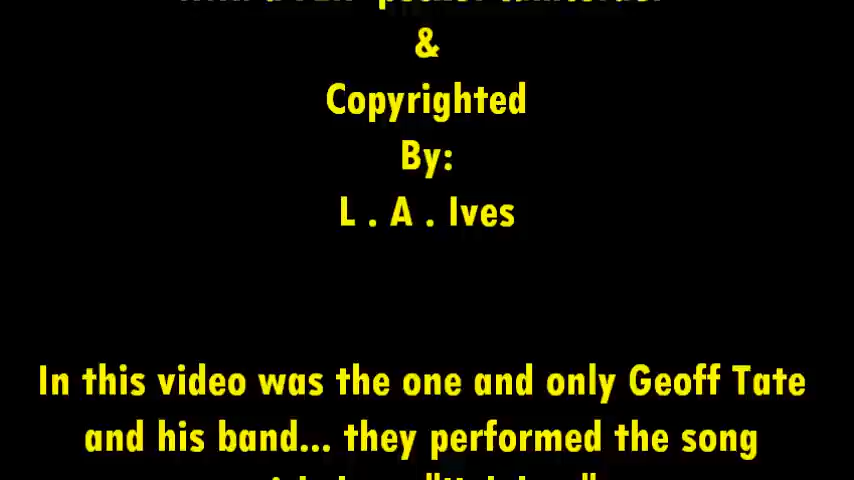 &
Copyrighted
By:
L . A . Ives
In this video was the one and only Geoff Tate
and his band... they performed the song